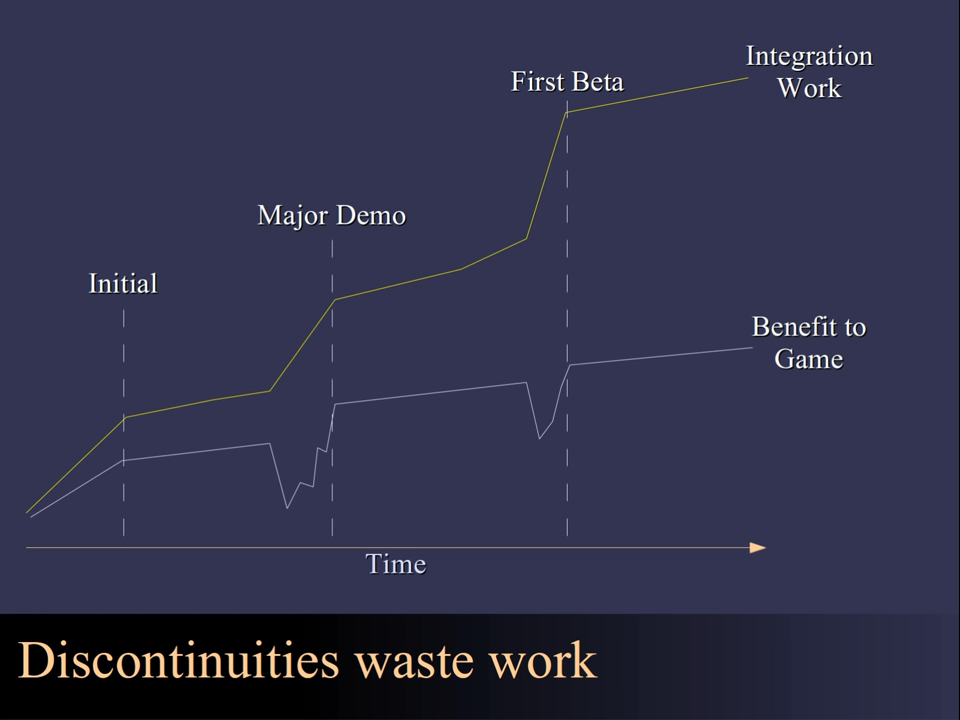 Integration
Work
First Beta
Major Demo
Initial
Benefit to
Game
Time
Discontinuities waste work